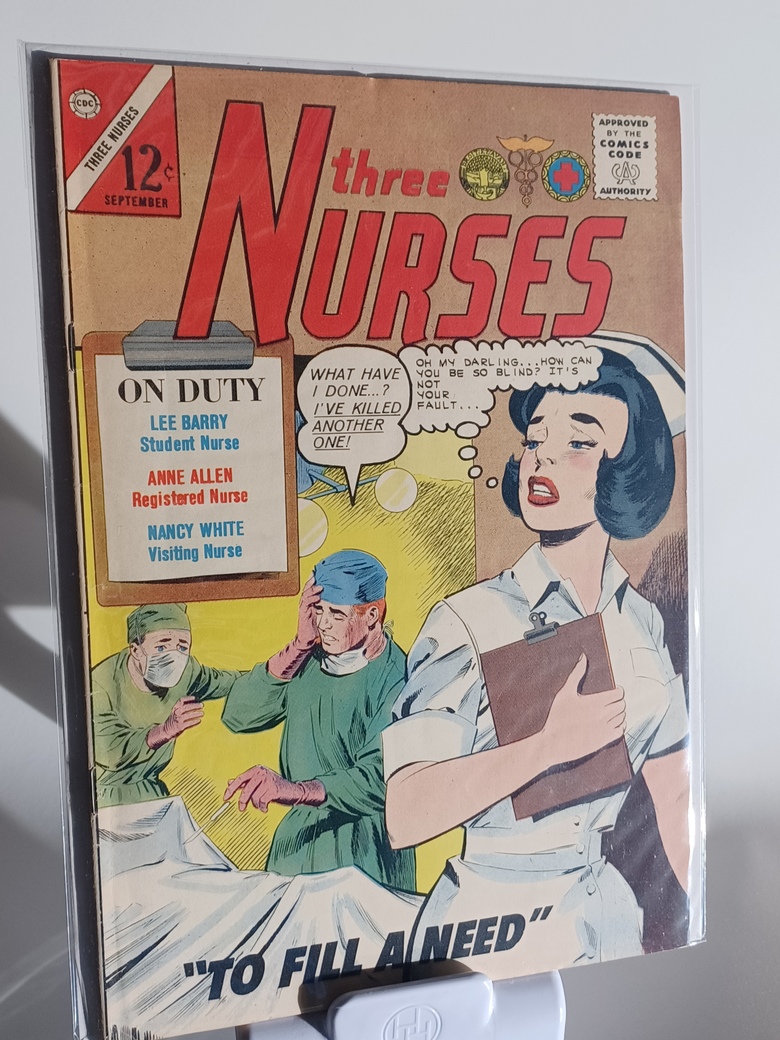 CDC
THREE NURSES
12¢
SEPTEMBER
three
NURSES
APPROVED
BY THE
COMICS
CODE
CA
AUTHORITY
ON DUTY
LEE BARRY
Student Nurse
ANNE ALLEN
Registered Nurse
NANCY WHITE
Visiting Nurse
WHAT HAVE
I DONE...?
I'VE KILLED
ANOTHER
ONE!
OH MY DARLING...HOW CAN
YOU BE SO BLIND? IT'S
NOT
YOUR
FAULT...
"TO FILL A NEED"